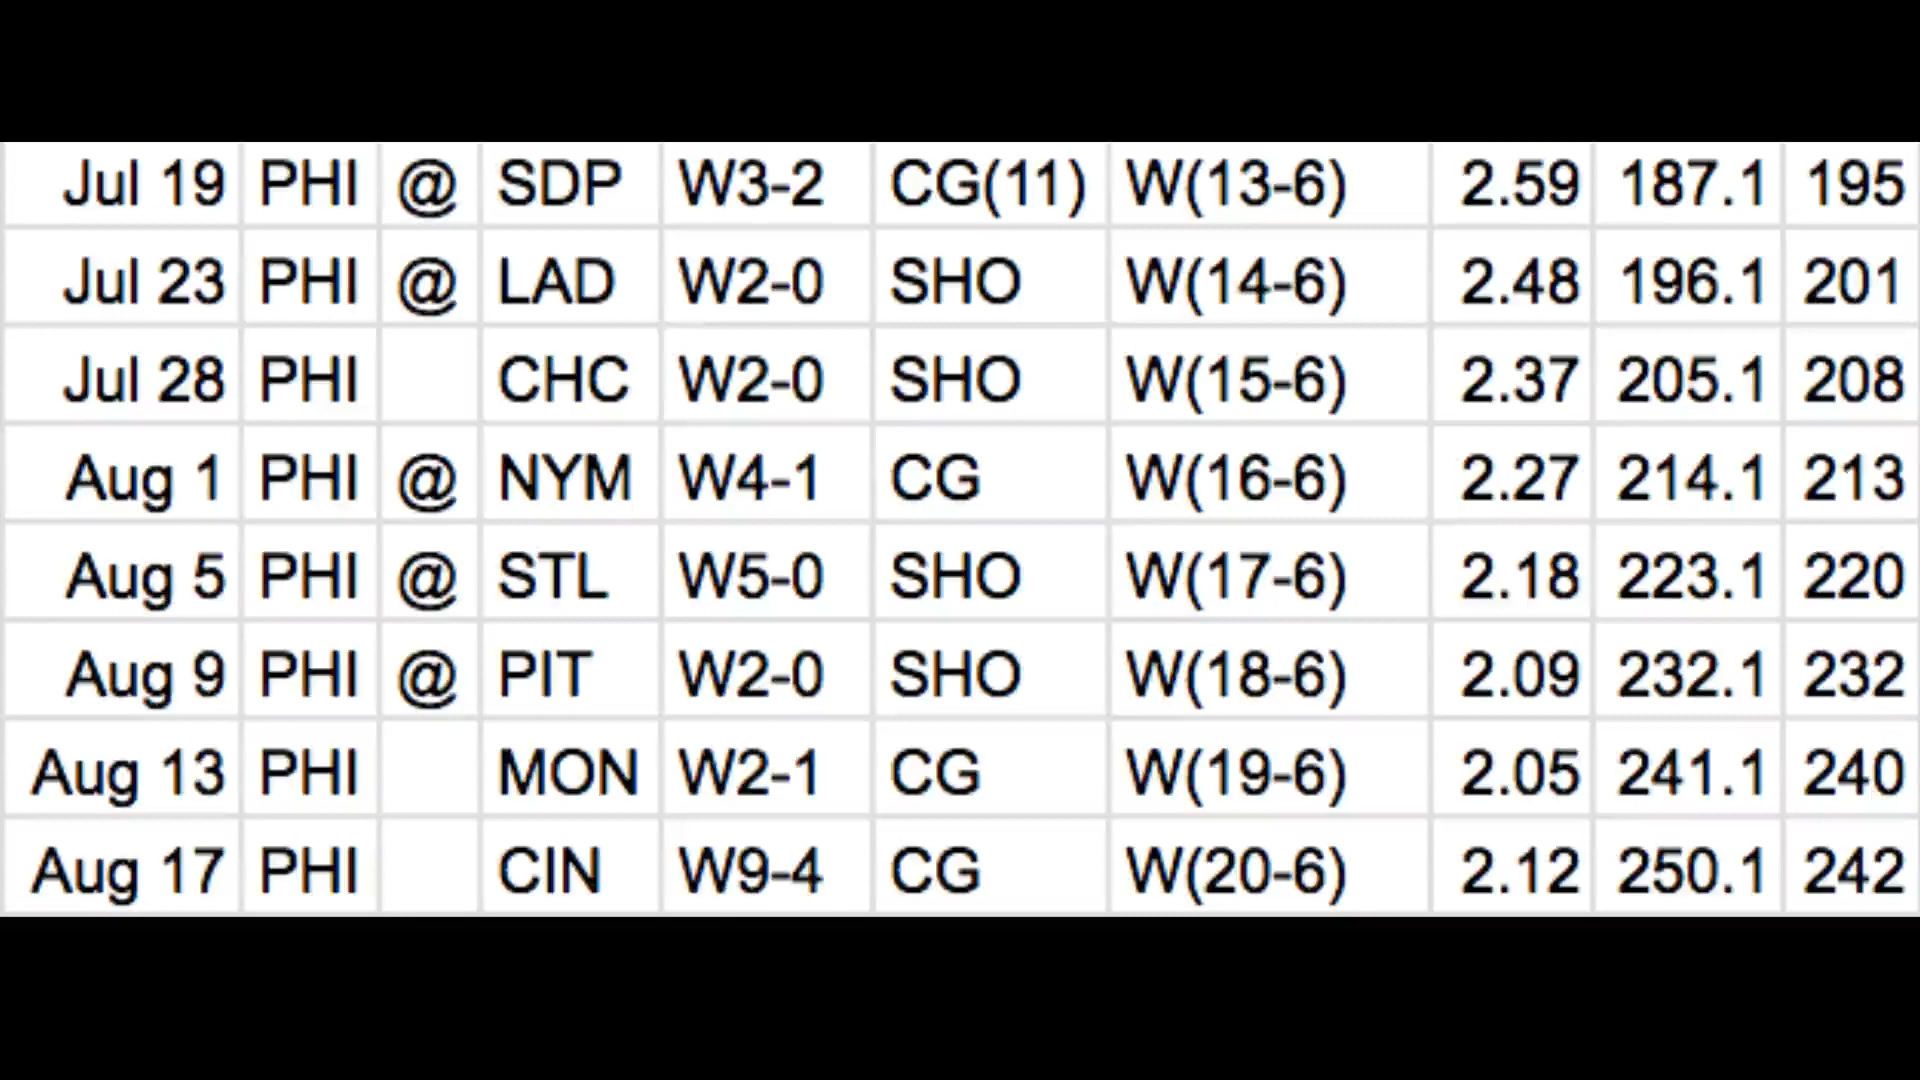 Jul 19 PHI @ SDP W3-2 CG(11) W(13-6) 2.59 187.1 195
Jul 23 PHI @ LAD W2-0 SHO W(14-6) 2.48 196.1 201
Jul 28 PHI CHC W2-0 SHO W(15-6) 2.37 205.1 208
Aug 1 PHI @ NYM W4-1 CG W(16-6) 2.27 214.1 213
Aug 5 PHI @ STL W5-0 SHO W(17-6) 2.18 223.1 220
Aug 9 PHI @ PIT W2-0 SHO W(18-6) 2.09 232.1 232
Aug 13 PHI MON W2-1 CG W(19-6) 2.05 241.1 240
Aug 17 PHI CIN W9-4 CG W(20-6) 2.12 250.1 242